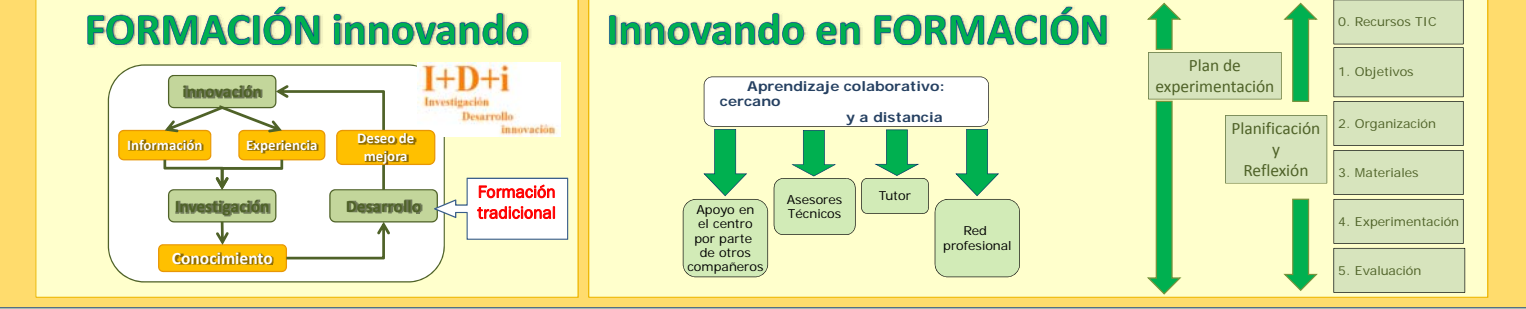 FORMACIÓN innovando
I+D+i
Investigación
Desarrollo
innovación
innovación
Información
Experiencia
Deseo de
mejora
Investigación
Desarrollo
Formación
tradicional
Conocimiento
Innovando en FORMACIÓN
Aprendizaje colaborativo:
cercano
y a distancia
Apoyo en
el centro
por parte
de otros
compañeros
Asesores
Técnicos
Tutor
Red
profesional
Plan de
experimentación
Planificación
y
Reflexión
0. Recursos TIC
1. Objetivos
2. Organización
3. Materiales
4. Experimentación
5. Evaluación